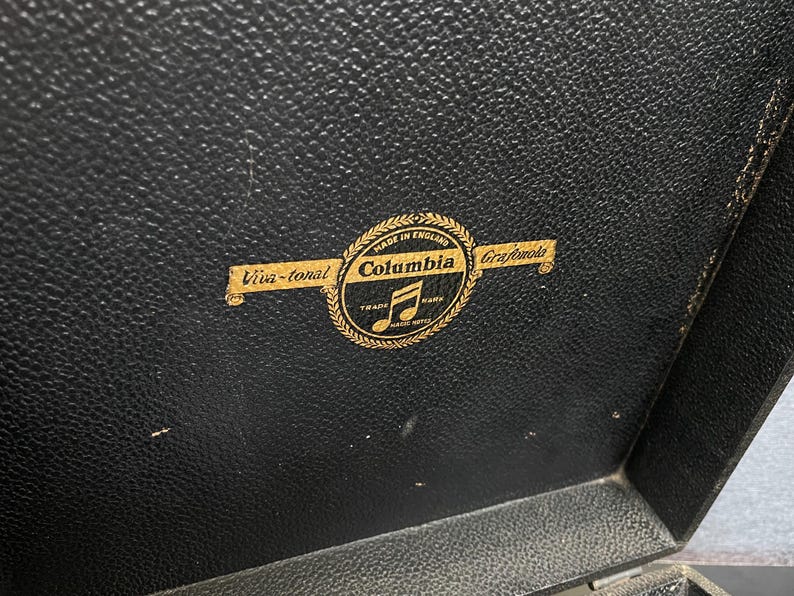 MADE IN ENGLAND
Viva-tonal Columbia Grafonola
TRADE MARK
MAGIC NOTES